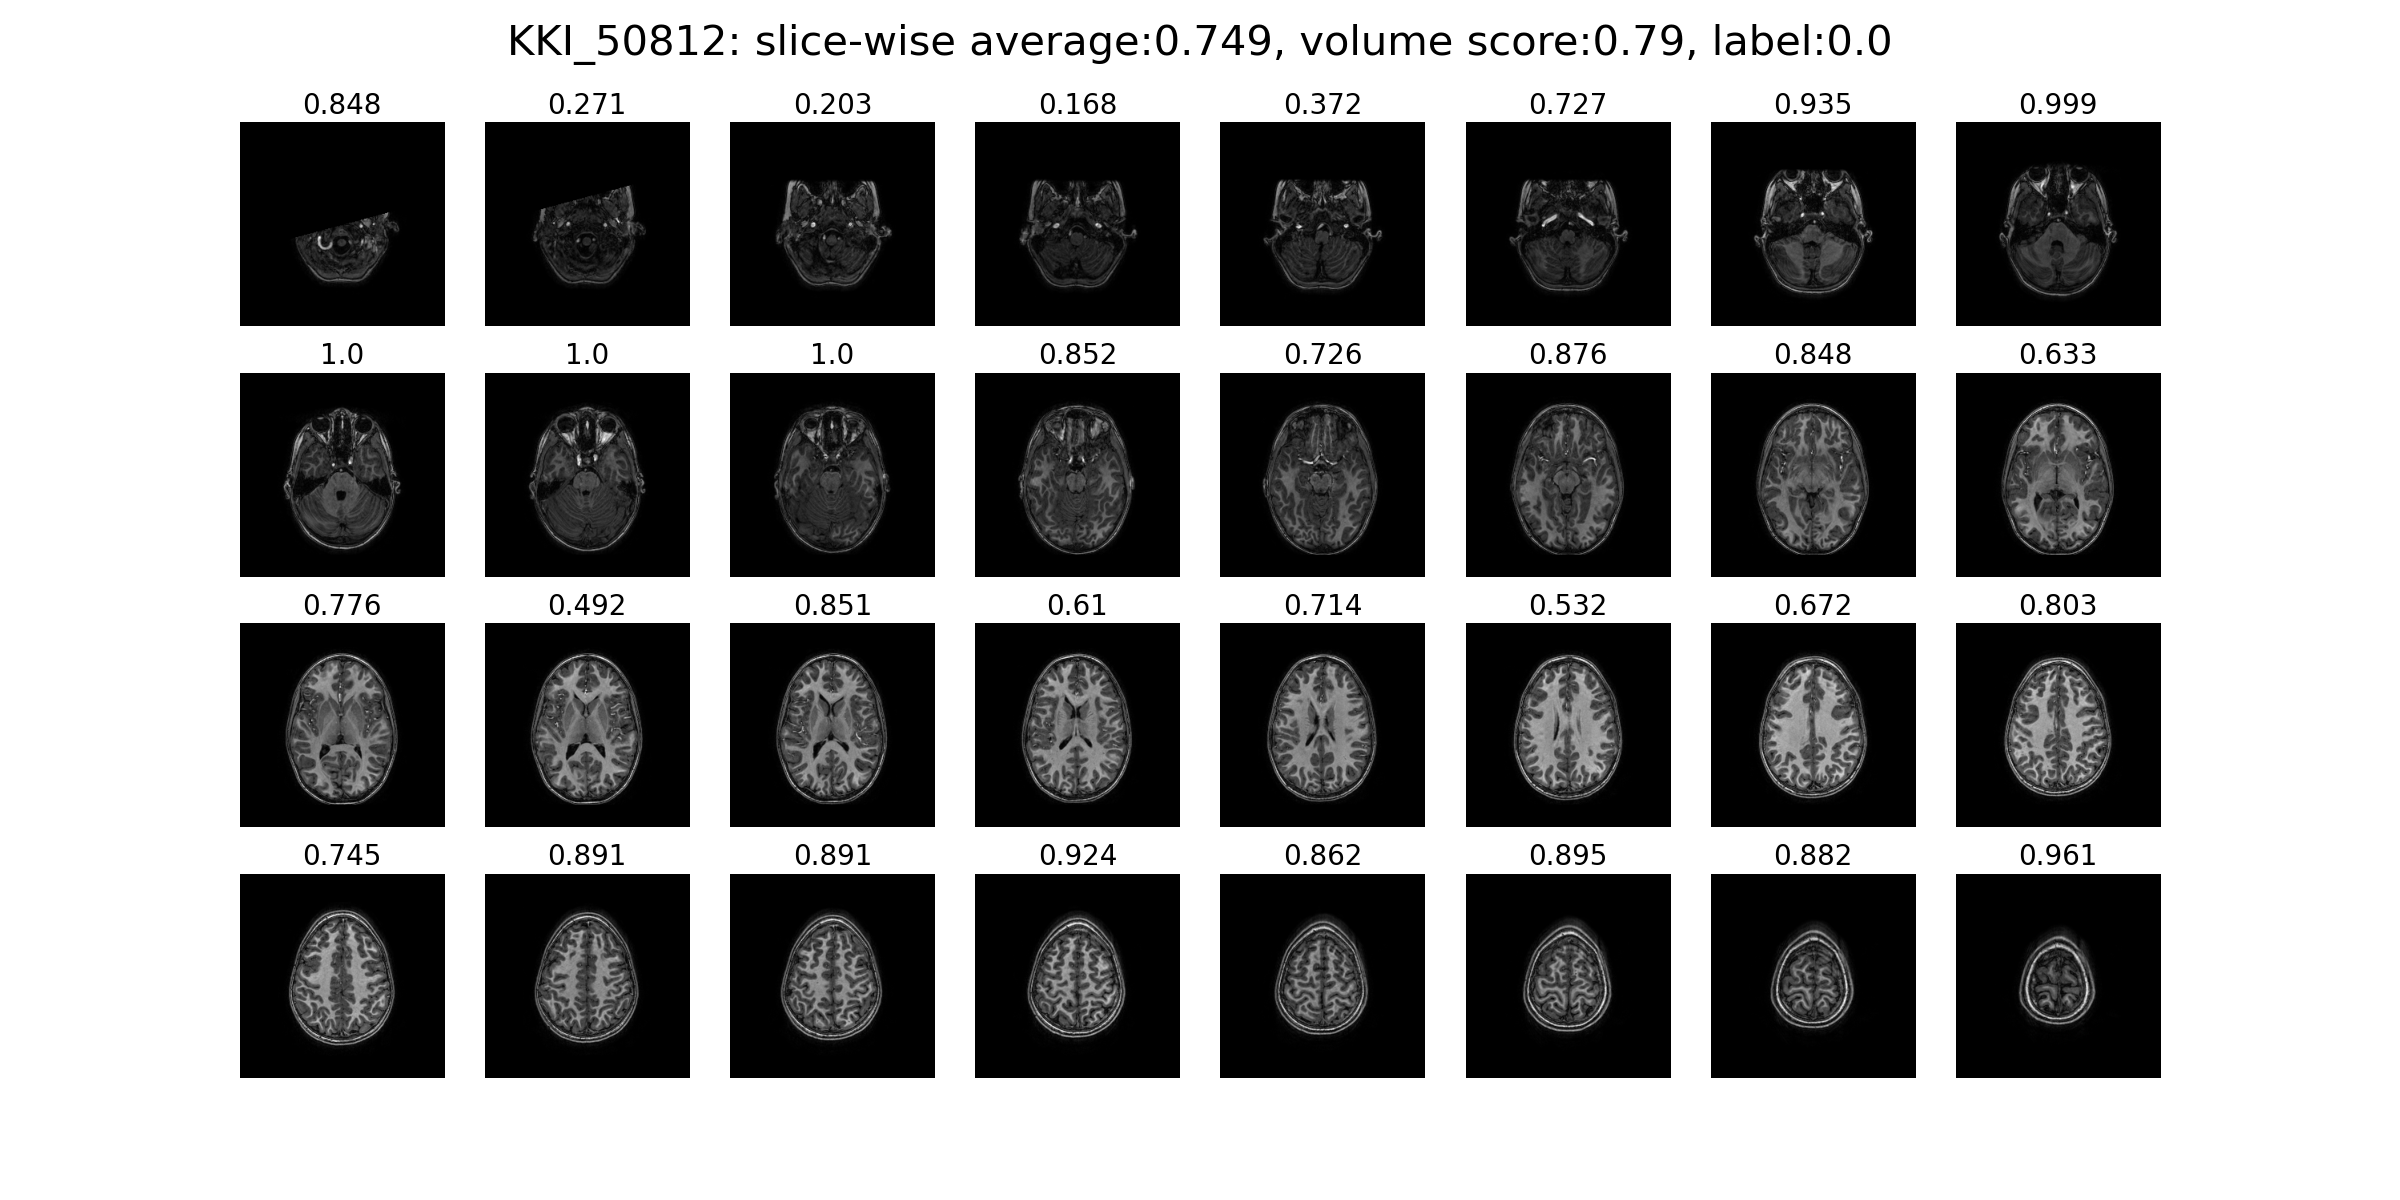 KKI_50812: slice-wise average:0.749, volume score:0.79, label:0.0
0.848 0.271 0.203 0.168 0.372 0.727 0.935 0.999
1.0 1.0 1.0 0.852 0.726 0.876 0.848 0.633
0.776 0.492 0.851 0.61 0.714 0.532 0.672 0.803
0.745 0.891 0.891 0.924 0.862 0.895 0.882 0.961